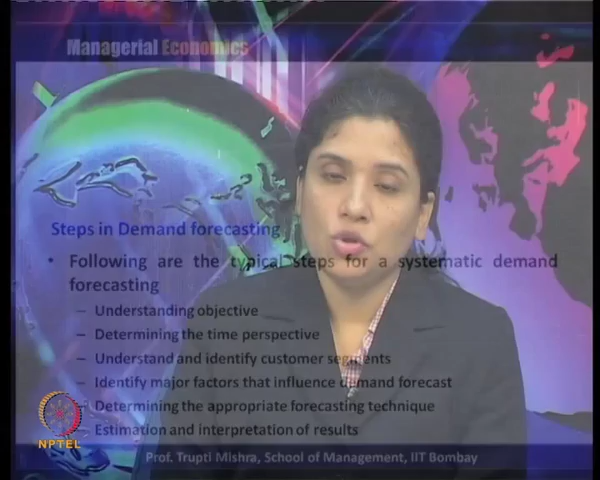 Managerial Economics
Steps in Demand forecasting
• Following are the typical steps for a systematic demand
forecasting
– Understanding objective
– Determining the time perspective
– Understand and identify customer segments
– Identify major factors that influence demand forecast
– Determining the appropriate forecasting technique
– Estimation and interpretation of results
NPTEL
Prof. Trupti Mishra, School of Management, IIT Bombay